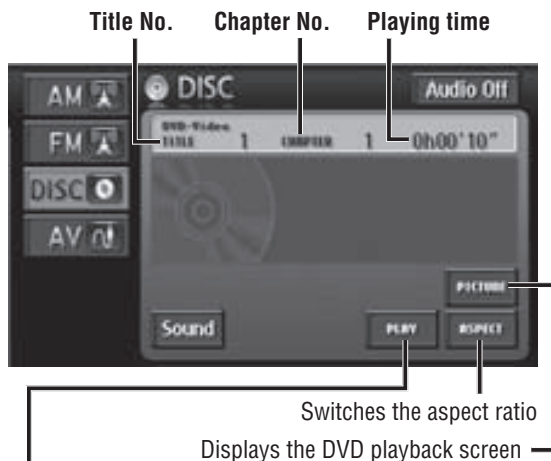 Title No. Chapter No. Playing time
AM DISC Audio Off
DVD-Video
FM TITLE 1 CHAPTER 1 0h00'10"
DISC
AV
PICTURE
Sound PLAY ASPECT
Switches the aspect ratio
Displays the DVD playback screen